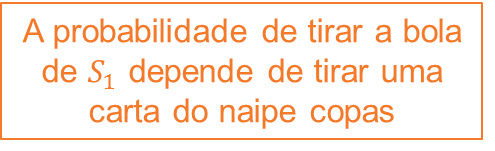 A probabilidade de tirar a bola
de S₁ depende de tirar uma
carta do naipe copas